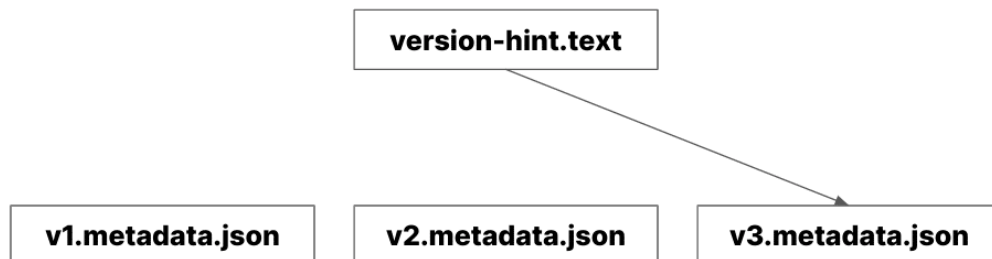 version-hint.text
v1.metadata.json
v2.metadata.json
v3.metadata.json